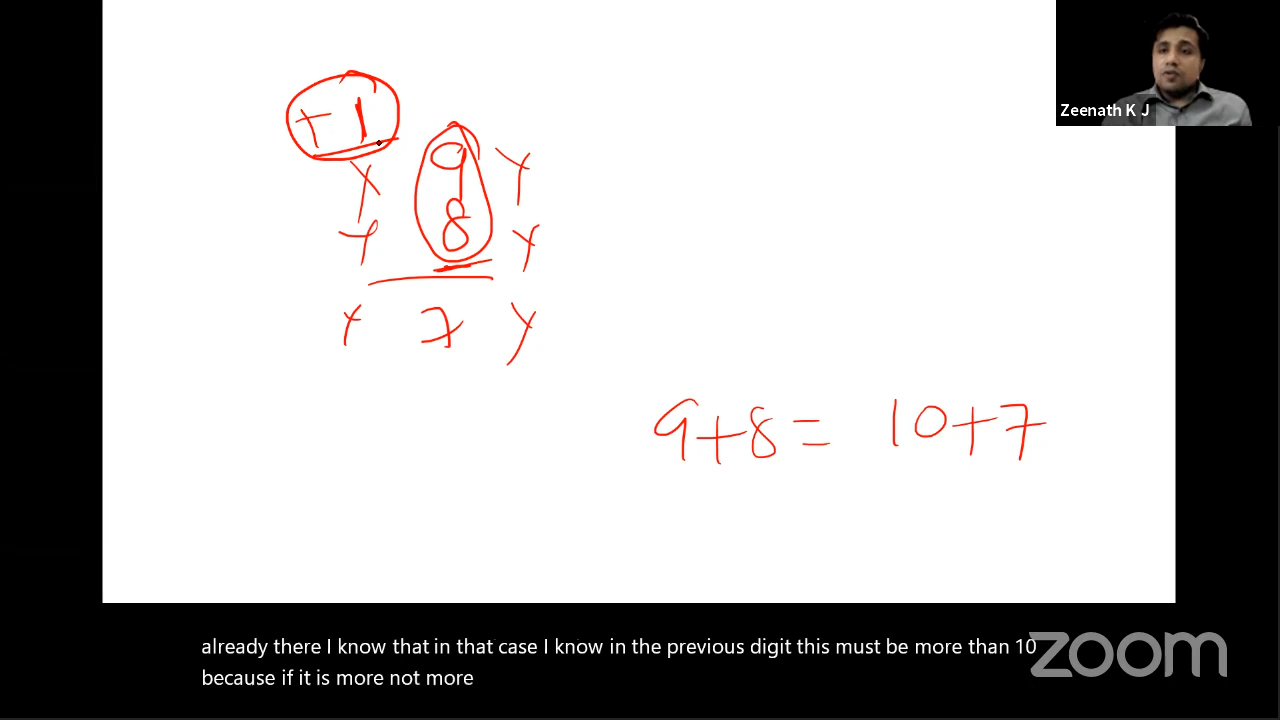 +1
Zeenath K J
x 9 y
y 8 y
x 7 y
9+8= 10+7
already there I know that in that case I know in the previous digit this must be more than 10
because if it is more not more
zoom